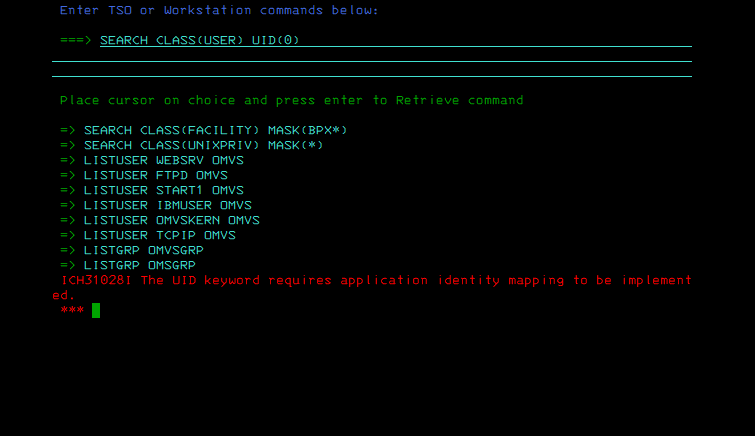 Enter TSO or Workstation commands below:
===> SEARCH CLASS(USER) UID(0)
Place cursor on choice and press enter to Retrieve command
=> SEARCH CLASS(FACILITY) MASK(BPX*)
=> SEARCH CLASS(UNIXPRIV) MASK(*)
=> LISTUSER WEBSRV OMVS
=> LISTUSER FTPD OMVS
=> LISTUSER START1 OMVS
=> LISTUSER IBMUSER OMVS
=> LISTUSER OMVSKERN OMVS
=> LISTUSER TCPIP OMVS
=> LISTGRP OMVSGRP
=> LISTGRP OMSGRP
ICH31028I The UID keyword requires application identity mapping to be implement
ed.
***